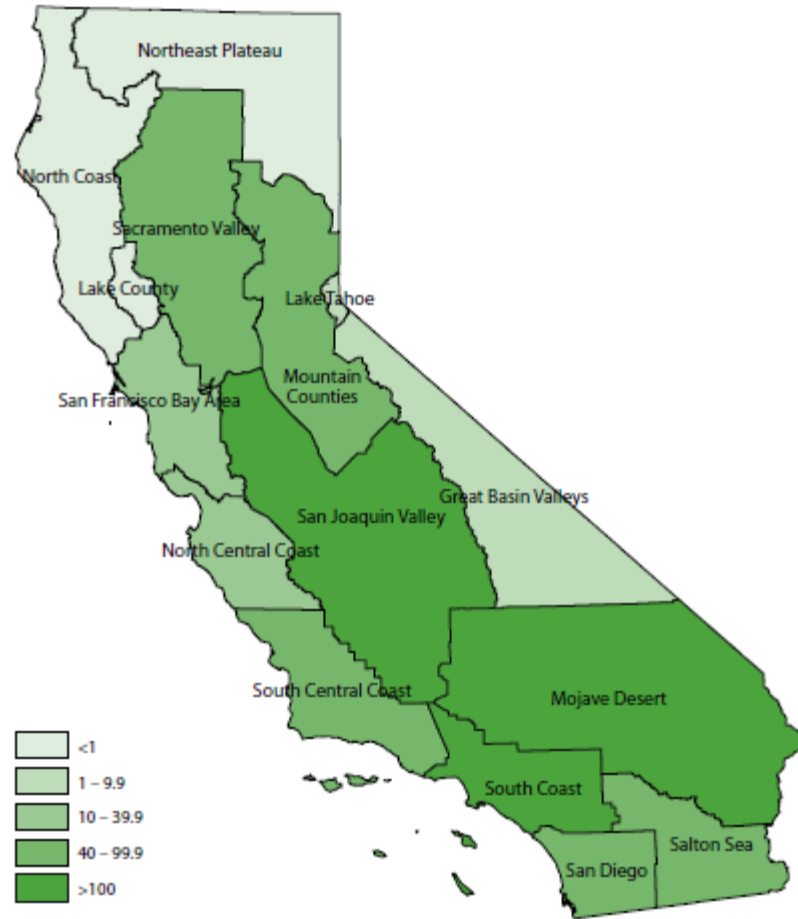 Northeast Plateau
North Coast
Sacramento Valley
Lake County
Lake Tahoe
Mountain
Counties
San Francisco Bay Area
Great Basin Valleys
San Joaquin Valley
North Central Coast
South Central Coast
Mojave Desert
South Coast
Salton Sea
San Diego
<1
1 – 9.9
10 – 39.9
40 – 99.9
>100